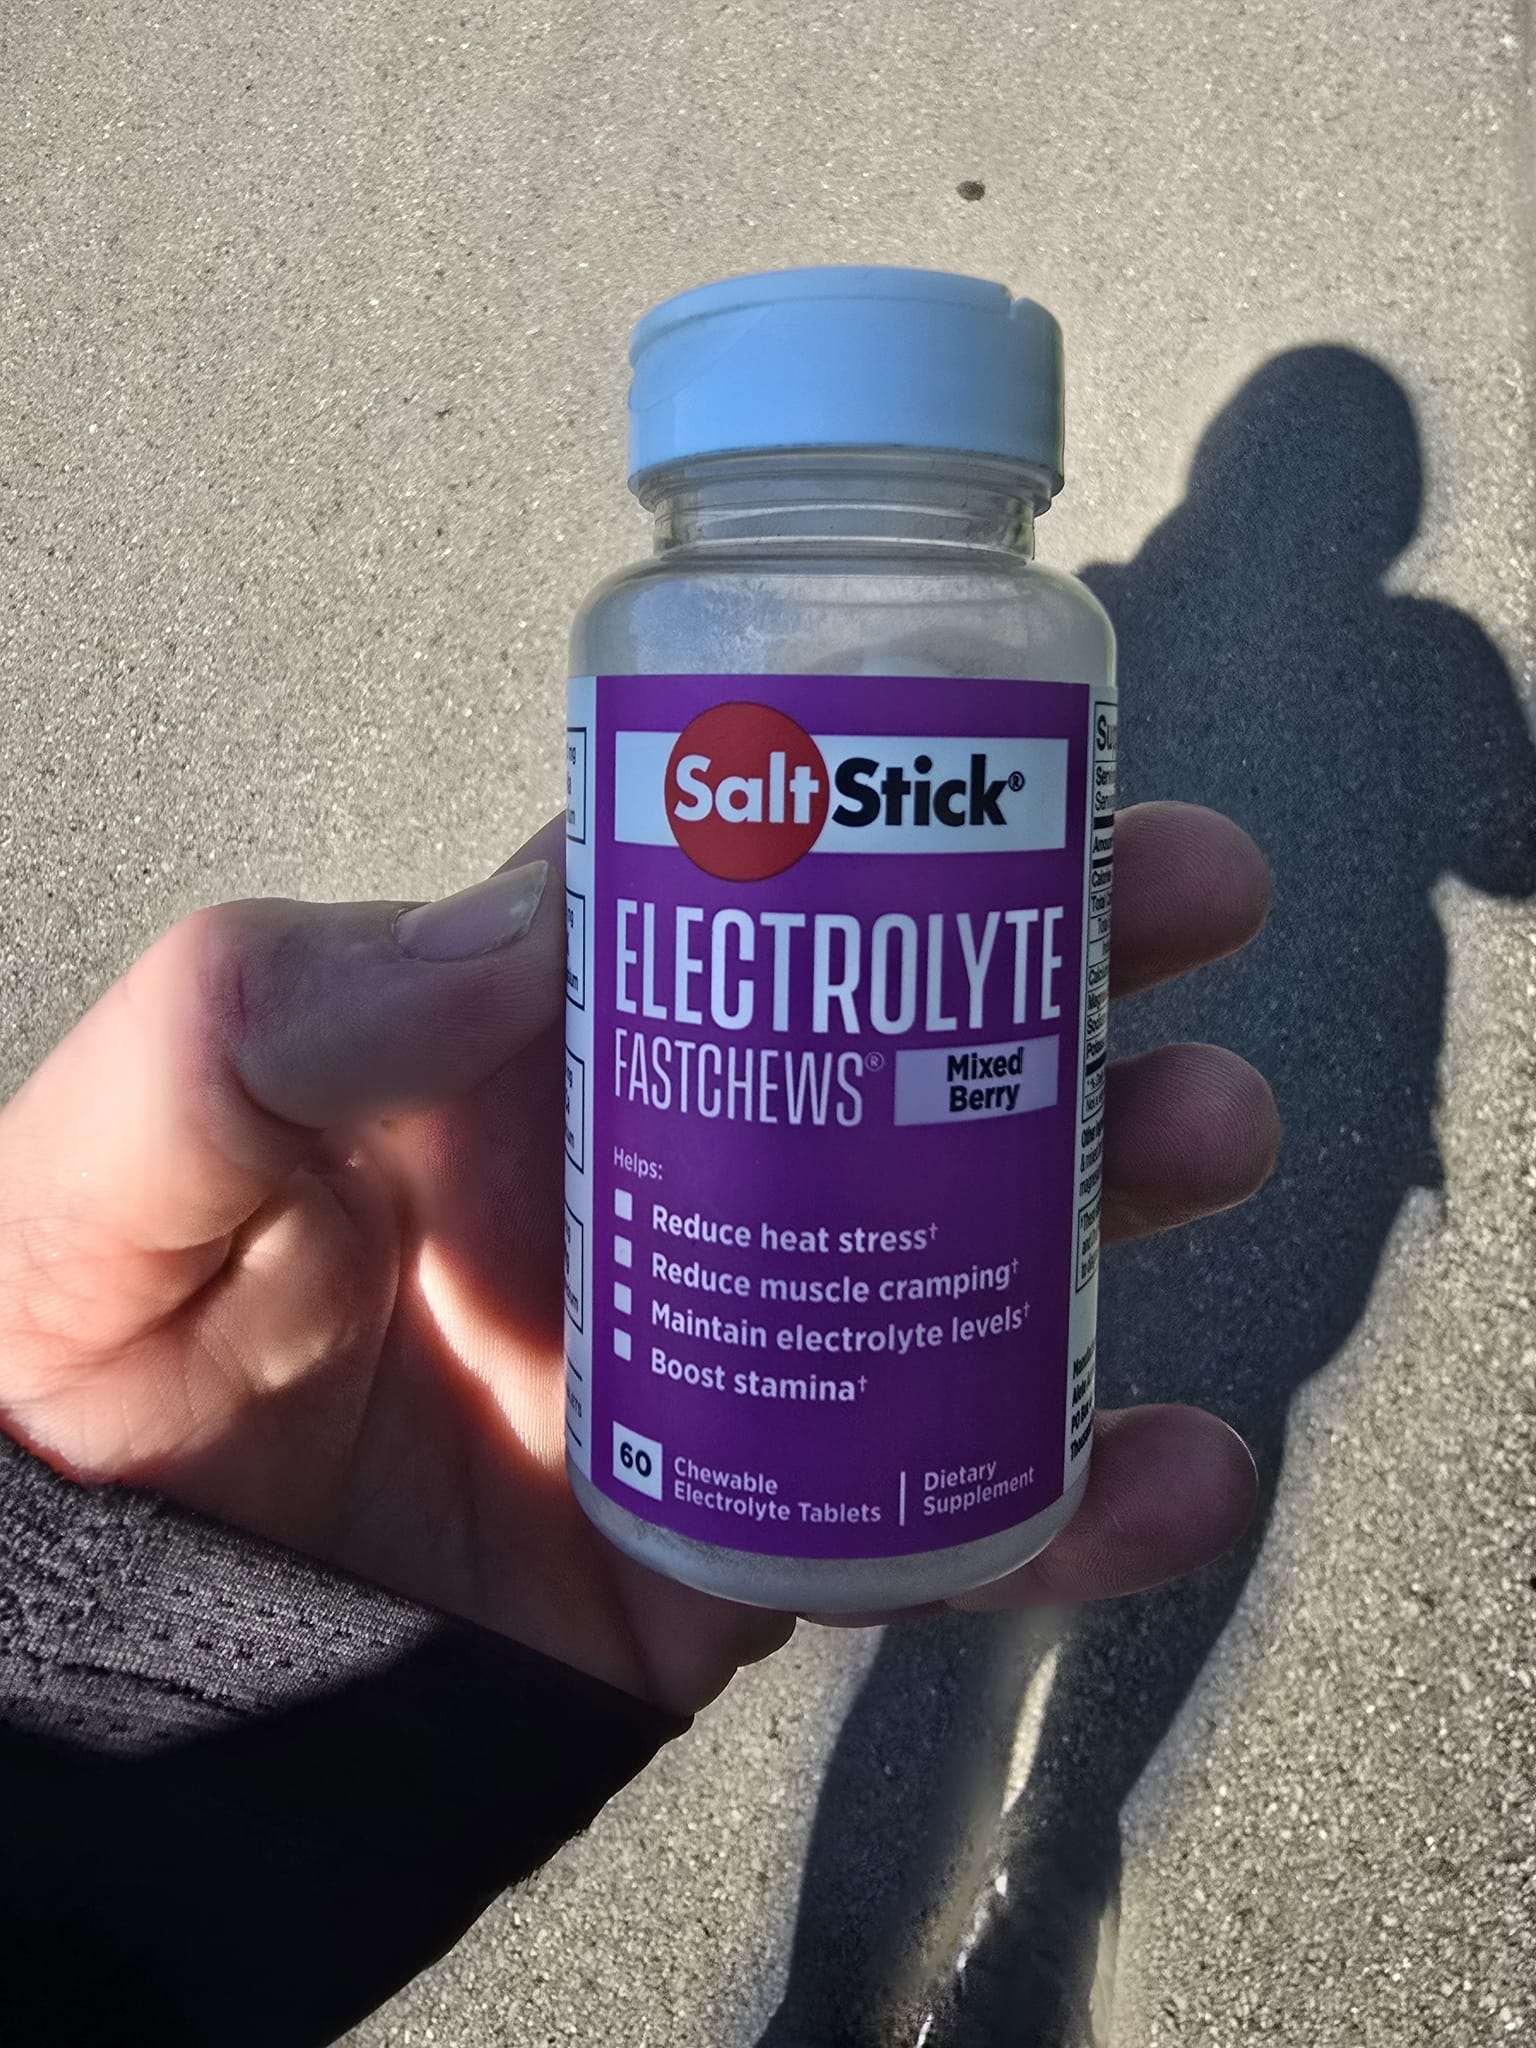 SaltStick®
ELECTROLYTE
FASTCHEWS®
Mixed
Berry
Helps:
Reduce heat stress†
Reduce muscle cramping†
Maintain electrolyte levels†
Boost stamina†
60
Chewable
Electrolyte Tablets
Dietary
Supplement